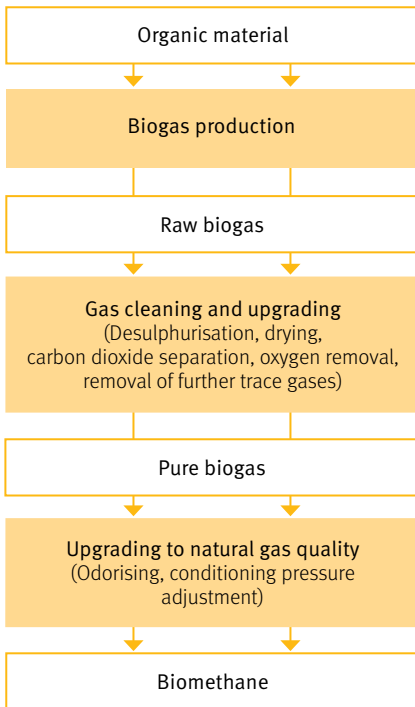 Organic material
Biogas production
Raw biogas
Gas cleaning and upgrading
(Desulphurisation, drying,
carbon dioxide separation, oxygen removal,
removal of further trace gases)
Pure biogas
Upgrading to natural gas quality
(Odorising, conditioning pressure
adjustment)
Biomethane